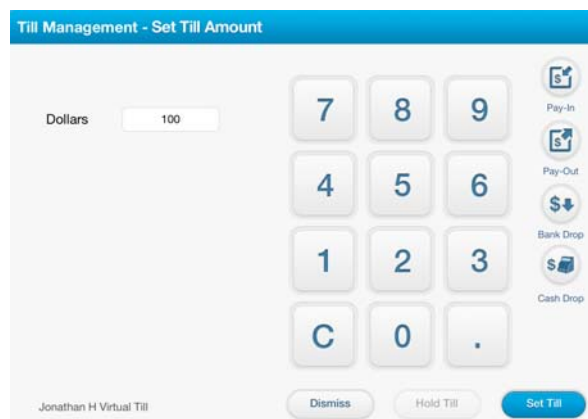 Till Management - Set Till Amount
Dollars 100
7 8 9
4 5 6
1 2 3
C 0 .
$
Pay-In
$
Pay-Out
$
Bank Drop
$
Cash Drop
Jonathan H Virtual Till
Dismiss Hold Till Set Till